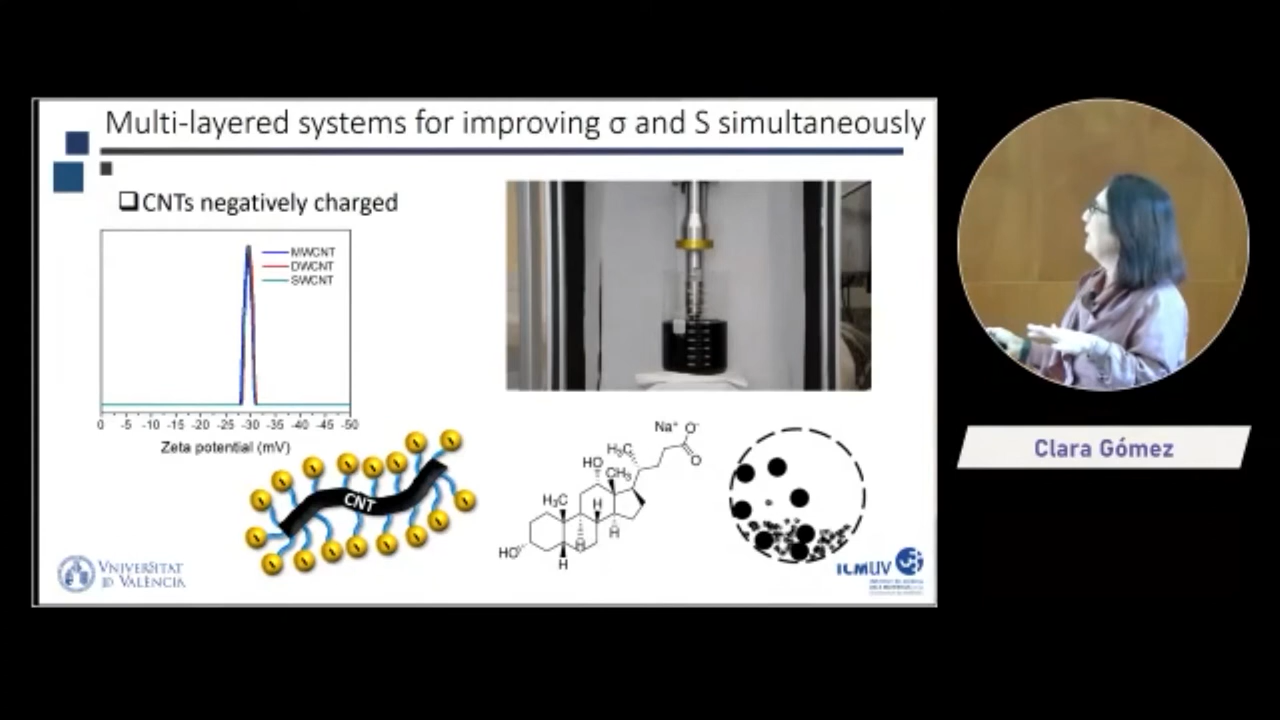 Multi-layered systems for improving σ and S simultaneously
CNTs negatively charged
MWCNT
DWCNT
SWCNT
0 -5 -10 -15 -20 -25 -30 -35 -40 -45 -50
Zeta potential (mV)
CNT
Na⁺ O⁻
O
H₃C
HO
CH₃
H₃C
H
H
H
HO
H
VNIVERSITAT
ID VALÈNCIA
ICMUV
Clara Gómez